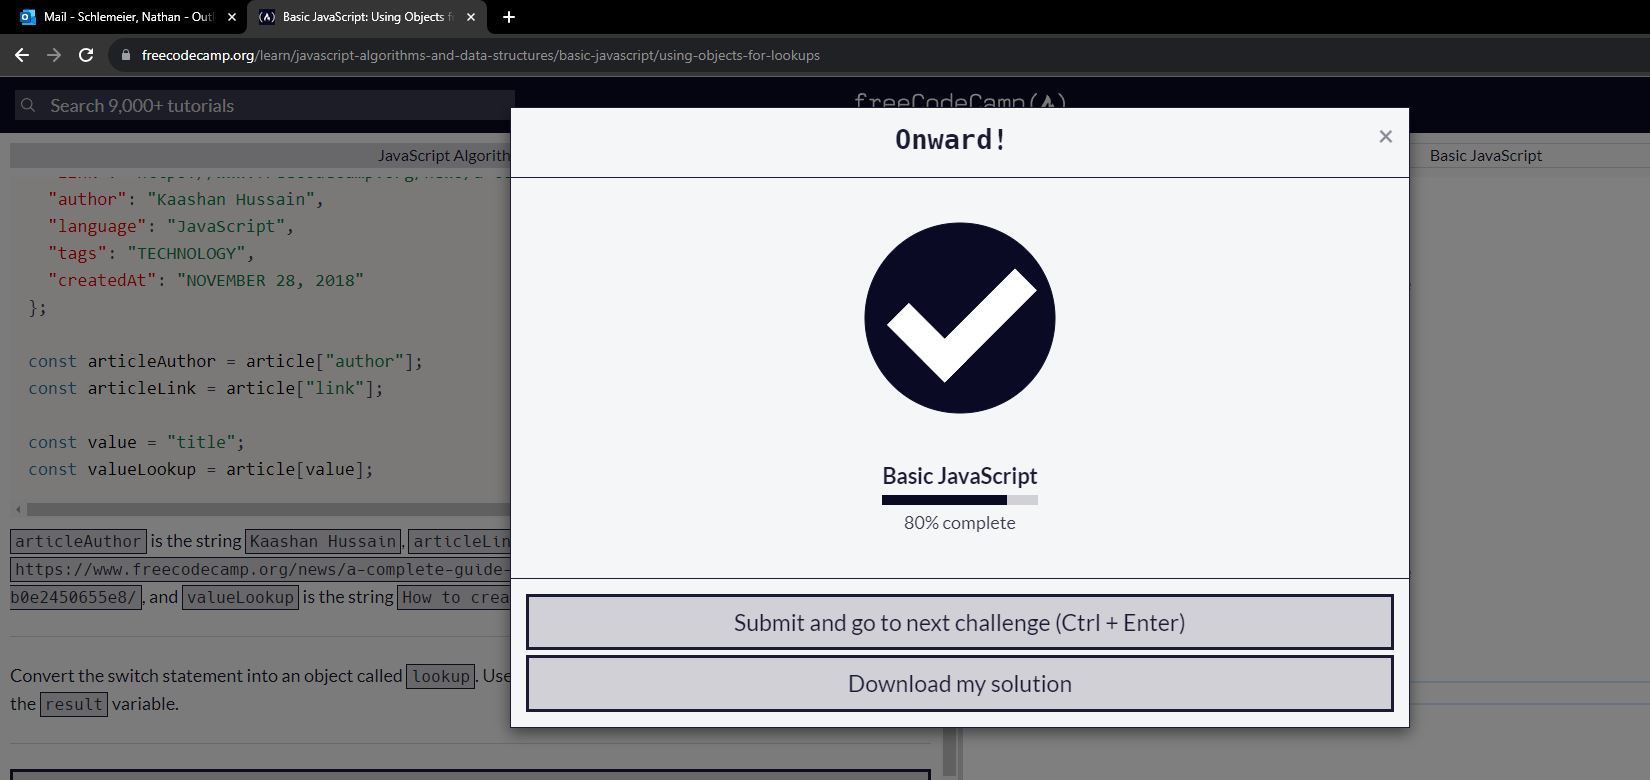 Mail - Schlemeier, Nathan - Outl
Basic JavaScript: Using Objects f
freecodecamp.org/learn/javascript-algorithms-and-data-structures/basic-javascript/using-objects-for-lookups
Search 9,000+ tutorials
freeCodeCamp(
JavaScript Algorith
Basic JavaScript
"author": "Kaashan Hussain",
"language": "JavaScript",
"tags": "TECHNOLOGY",
"createdAt": "NOVEMBER 28, 2018"
};
const articleAuthor = article["author"];
const articleLink = article["link"];
const value = "title";
const valueLookup = article[value];
articleAuthor is the string Kaashan Hussain, articleLin
https://www.freecodecamp.org/news/a-complete-guide-
b0e2450655e8/, and valueLookup is the string How to crea
Convert the switch statement into an object called lookup. Use
the result variable.
Onward!
×
Basic JavaScript
80% complete
Submit and go to next challenge (Ctrl + Enter)
Download my solution